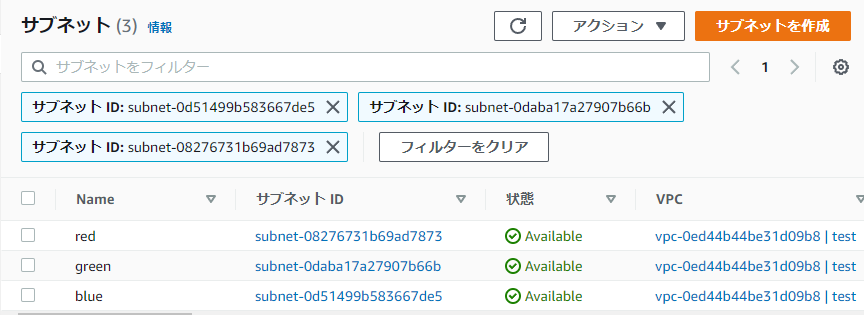 サブネット (3) 情報
アクション
サブネットを作成
サブネットをフィルター
1
サブネット ID: subnet-0d51499b583667de5
サブネット ID: subnet-0daba17a27907b66b
サブネット ID: subnet-08276731b69ad7873
フィルターをクリア
Name サブネット ID 状態 VPC
red subnet-08276731b69ad7873 Available vpc-0ed44b44be31d09b8 | test
green subnet-0daba17a27907b66b Available vpc-0ed44b44be31d09b8 | test
blue subnet-0d51499b583667de5 Available vpc-0ed44b44be31d09b8 | test